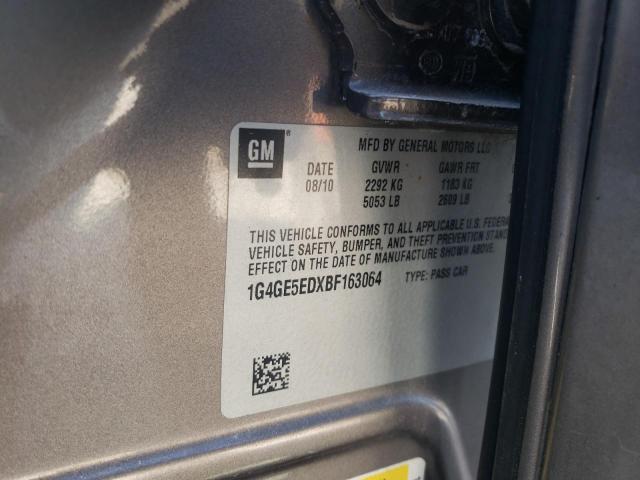 GM ®
MFD BY GENERAL MOTORS LLC
DATE GVWR GAWR FRT
08/10 2292 KG 1183 KG
5053 LB 2609 LB
THIS VEHICLE CONFORMS TO ALL APPLICABLE U.S. FEDERA
VEHICLE SAFETY, BUMPER, AND THEFT PREVENTION STAND
EFFECT ON THE DATE OF MANUFACTURE SHOWN ABOVE.
1G4GE5EDXBF163064 TYPE: PASS CAR